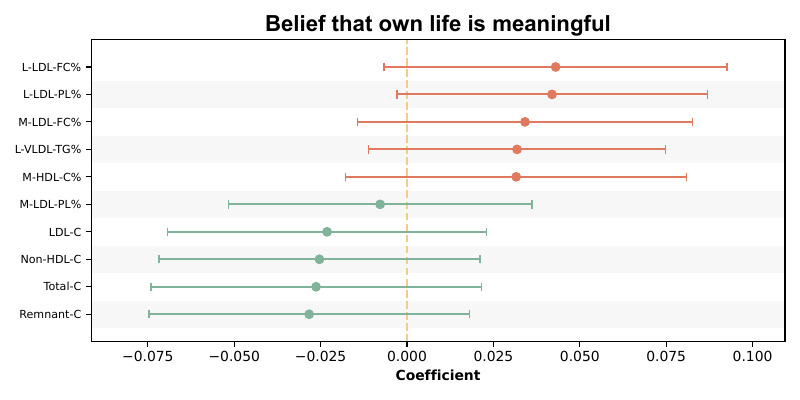 Belief that own life is meaningful
L-LDL-FC%
L-LDL-PL%
M-LDL-FC%
L-VLDL-TG%
M-HDL-C%
M-LDL-PL%
LDL-C
Non-HDL-C
Total-C
Remnant-C
−0.075 −0.050 −0.025 0.000 0.025 0.050 0.075 0.100
Coefficient